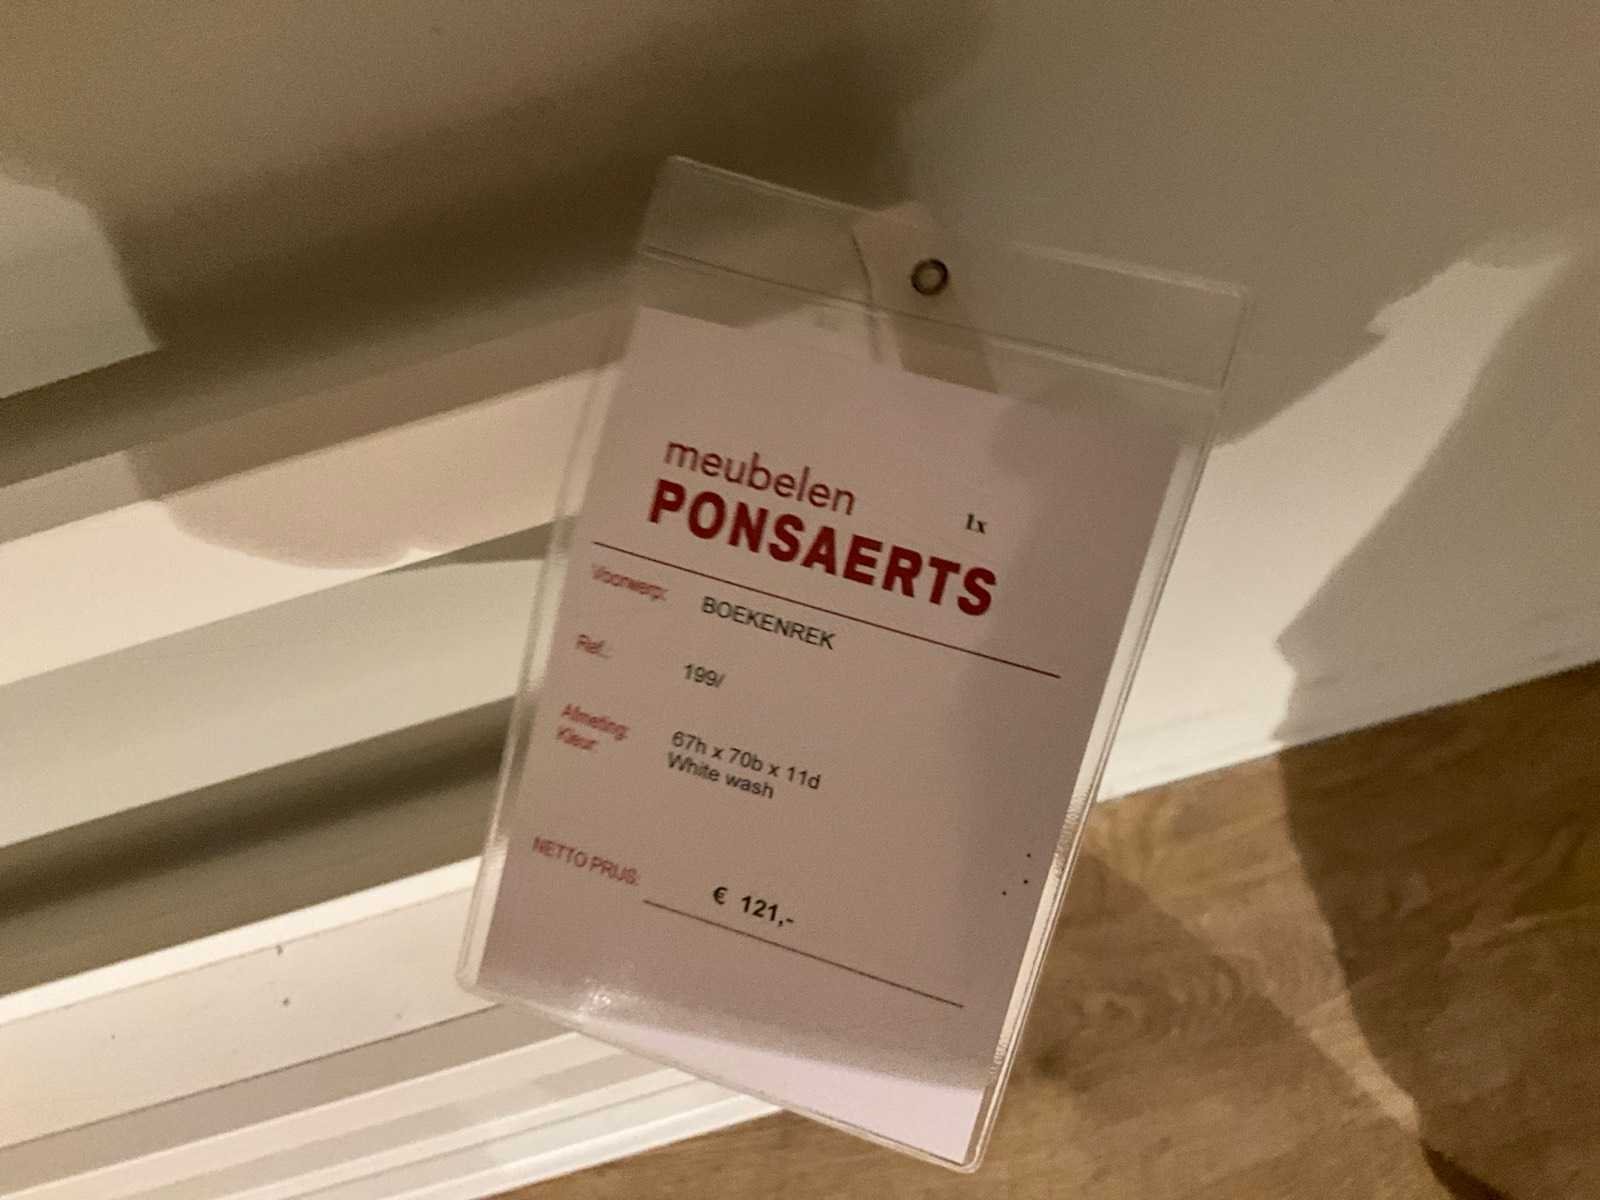 meubelen
PONSAERTS
1x
Voorwerp: BOEKENREK
Ref.: 199/
Afmeting: 67h x 70b x 11d
Kleur: White wash
NETTO PRIJS: € 121,-